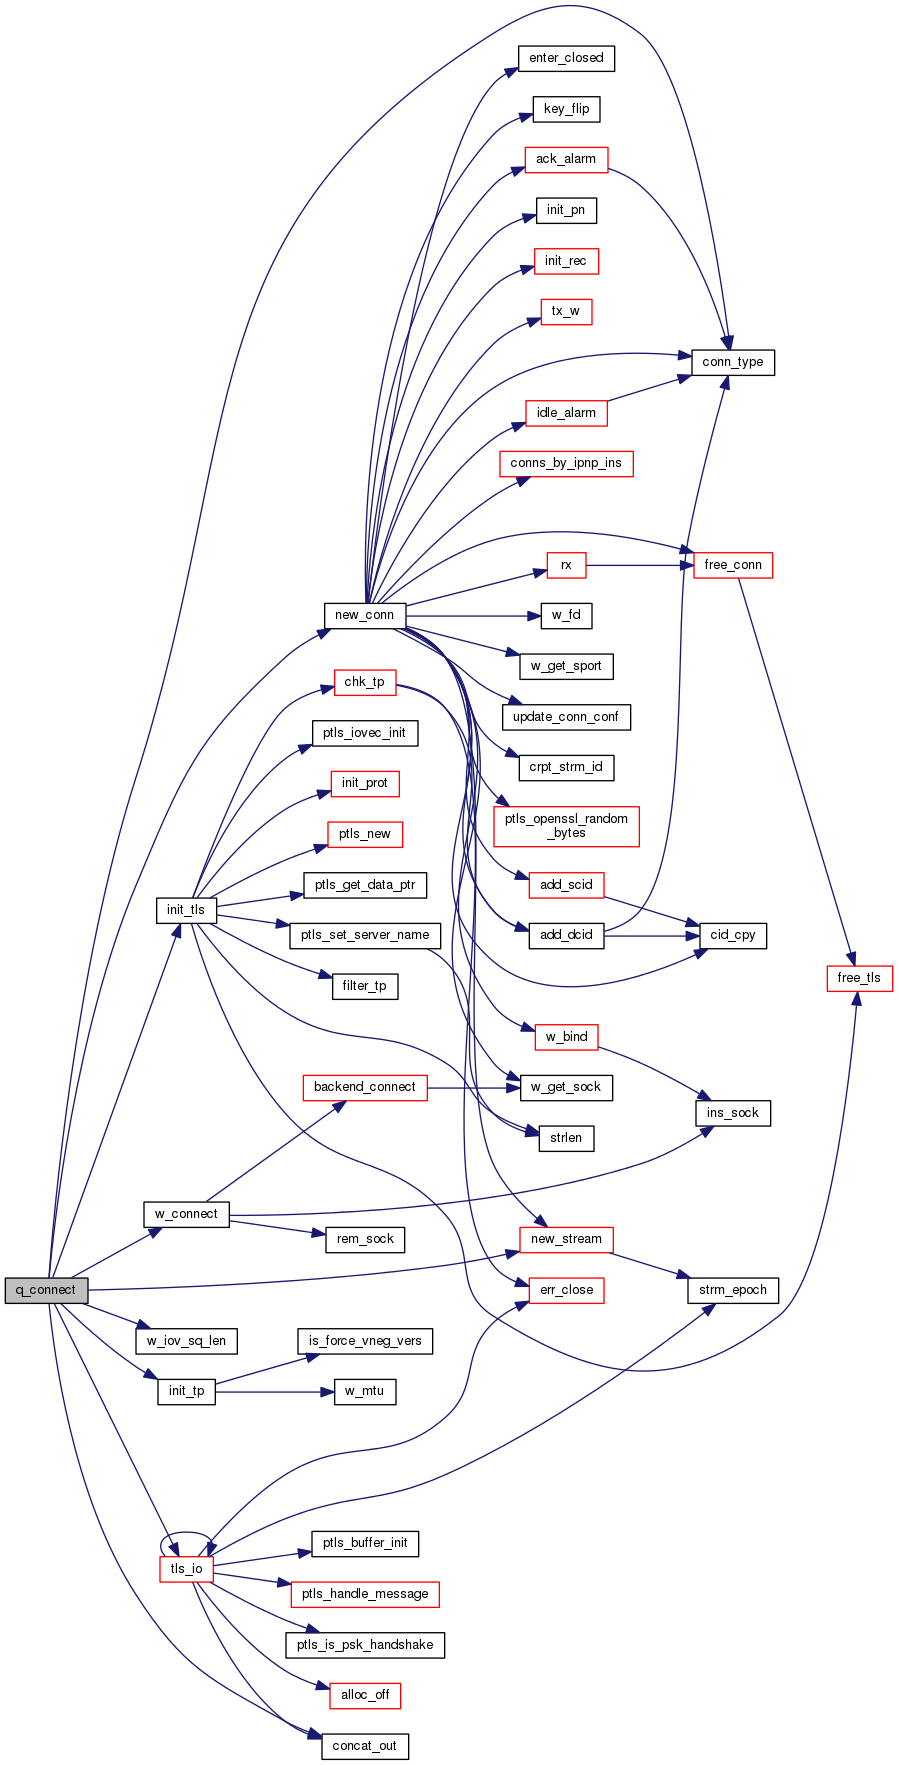 enter_closed
key_flip
ack_alarm
init_pn
init_rec
tx_w
conn_type
idle_alarm
conns_by_ipnp_ins
rx
free_conn
new_conn
w_fd
w_get_sport
chk_tp
update_conn_conf
ptls_iovec_init
crpt_strm_id
init_prot
ptls_openssl_random
_bytes
ptls_new
ptls_get_data_ptr
add_scid
init_tls
ptls_set_server_name
add_dcid
cid_cpy
filter_tp
free_tls
w_bind
backend_connect
w_get_sock
ins_sock
strlen
w_connect
rem_sock
new_stream
q_connect
err_close
strm_epoch
w_iov_sq_len
is_force_vneg_vers
init_tp
w_mtu
ptls_buffer_init
tls_io
ptls_handle_message
ptls_is_psk_handshake
alloc_off
concat_out